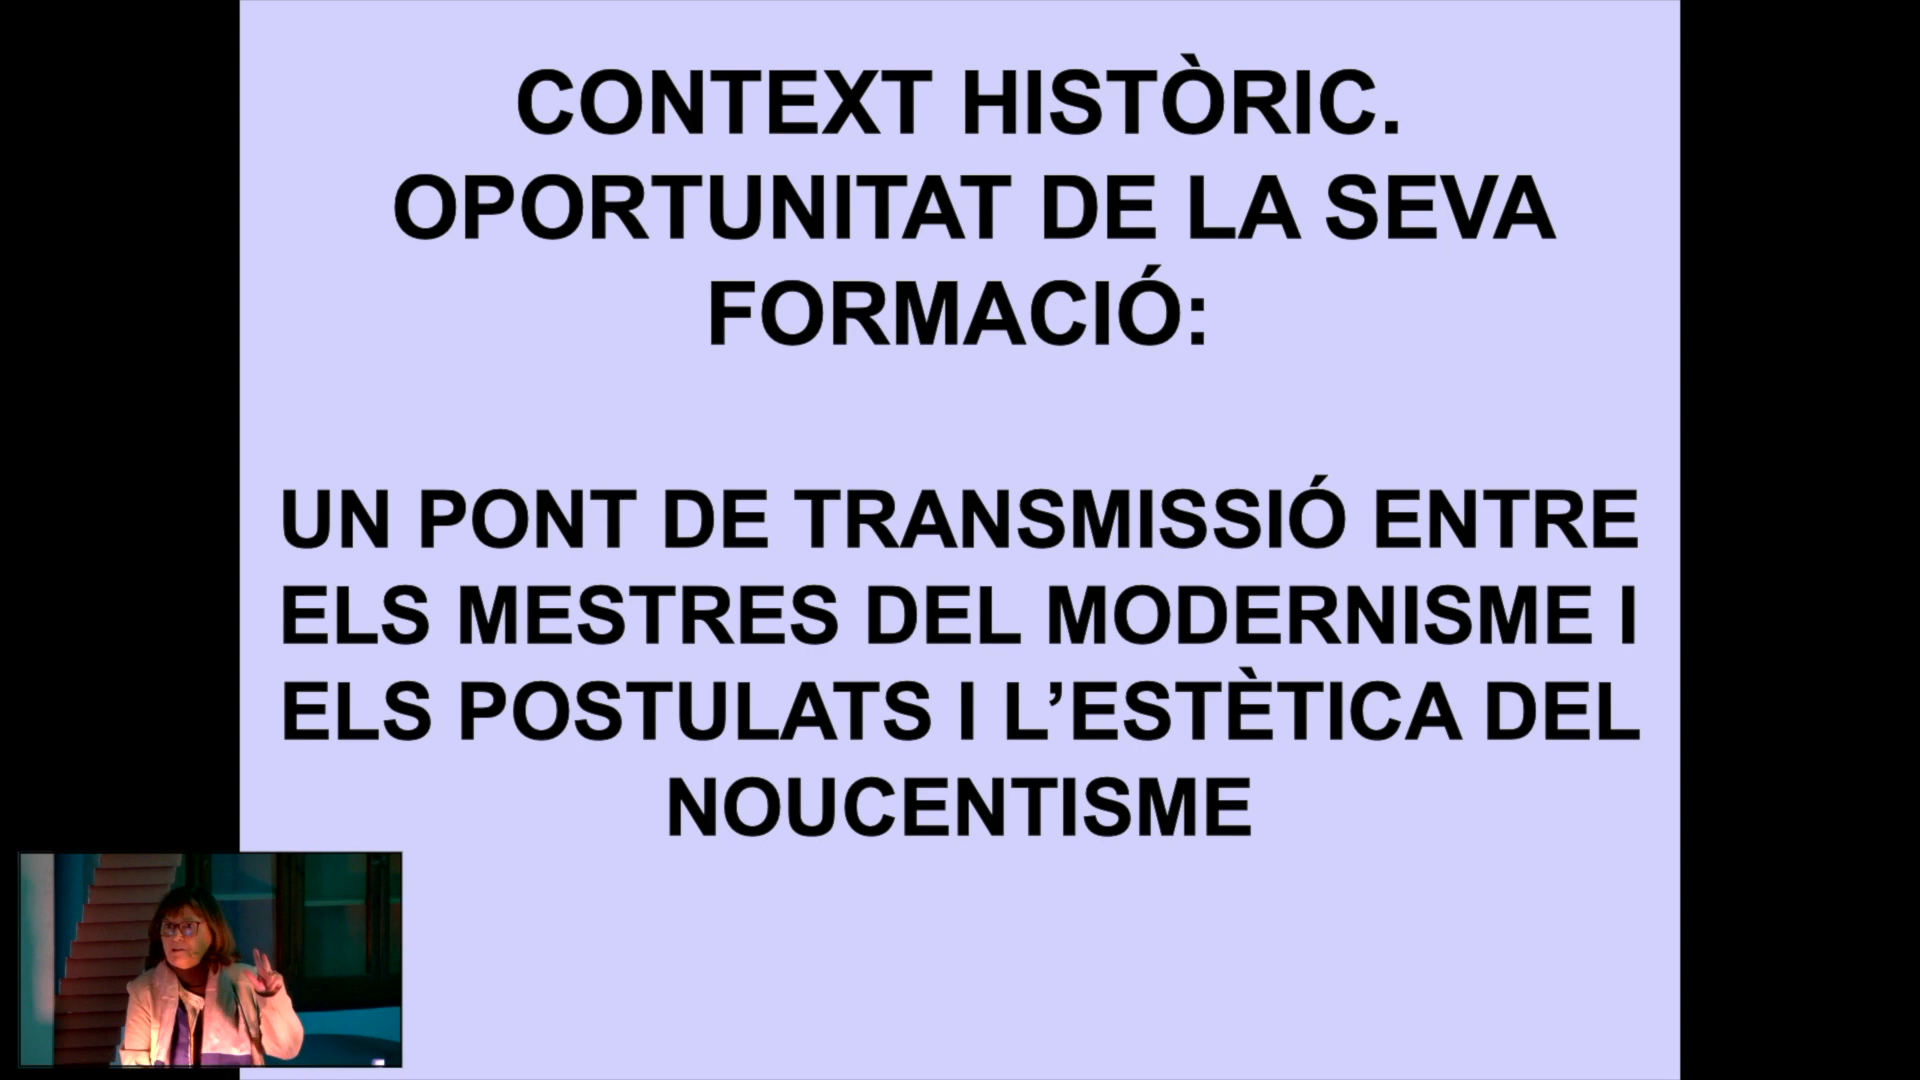 CONTEXT HISTÒRIC.
OPORTUNITAT DE LA SEVA
FORMACIÓ:
UN PONT DE TRANSMISSIÓ ENTRE
ELS MESTRES DEL MODERNISME I
ELS POSTULATS I L’ESTÈTICA DEL
NOUCENTISME